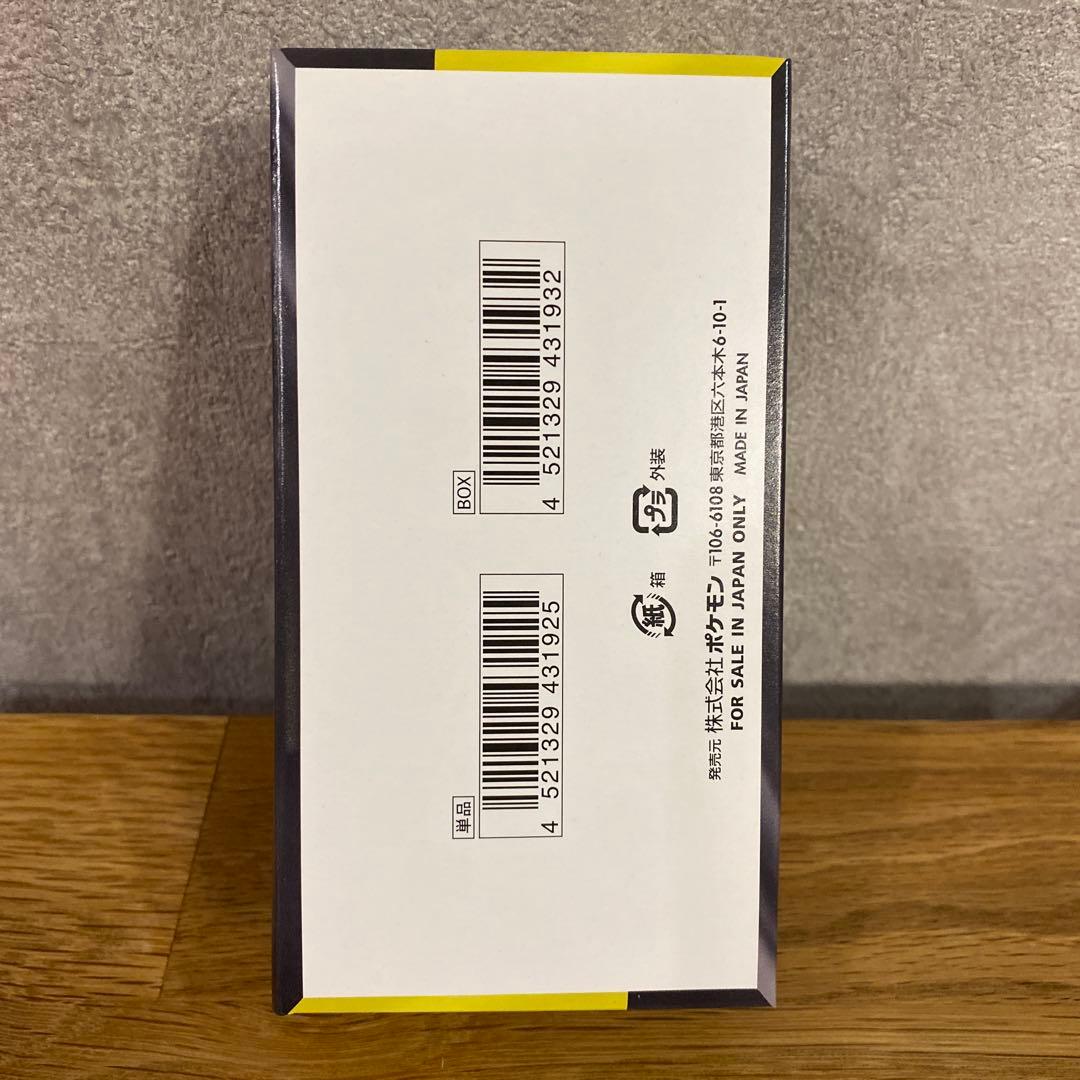 単品
4 521329 431925
BOX
4 521329 431932
紙 箱
プラ 外装
発売元 株式会社 ポケモン 〒106-6108 東京都港区六本木6-10-1
FOR SALE IN JAPAN ONLY MADE IN JAPAN